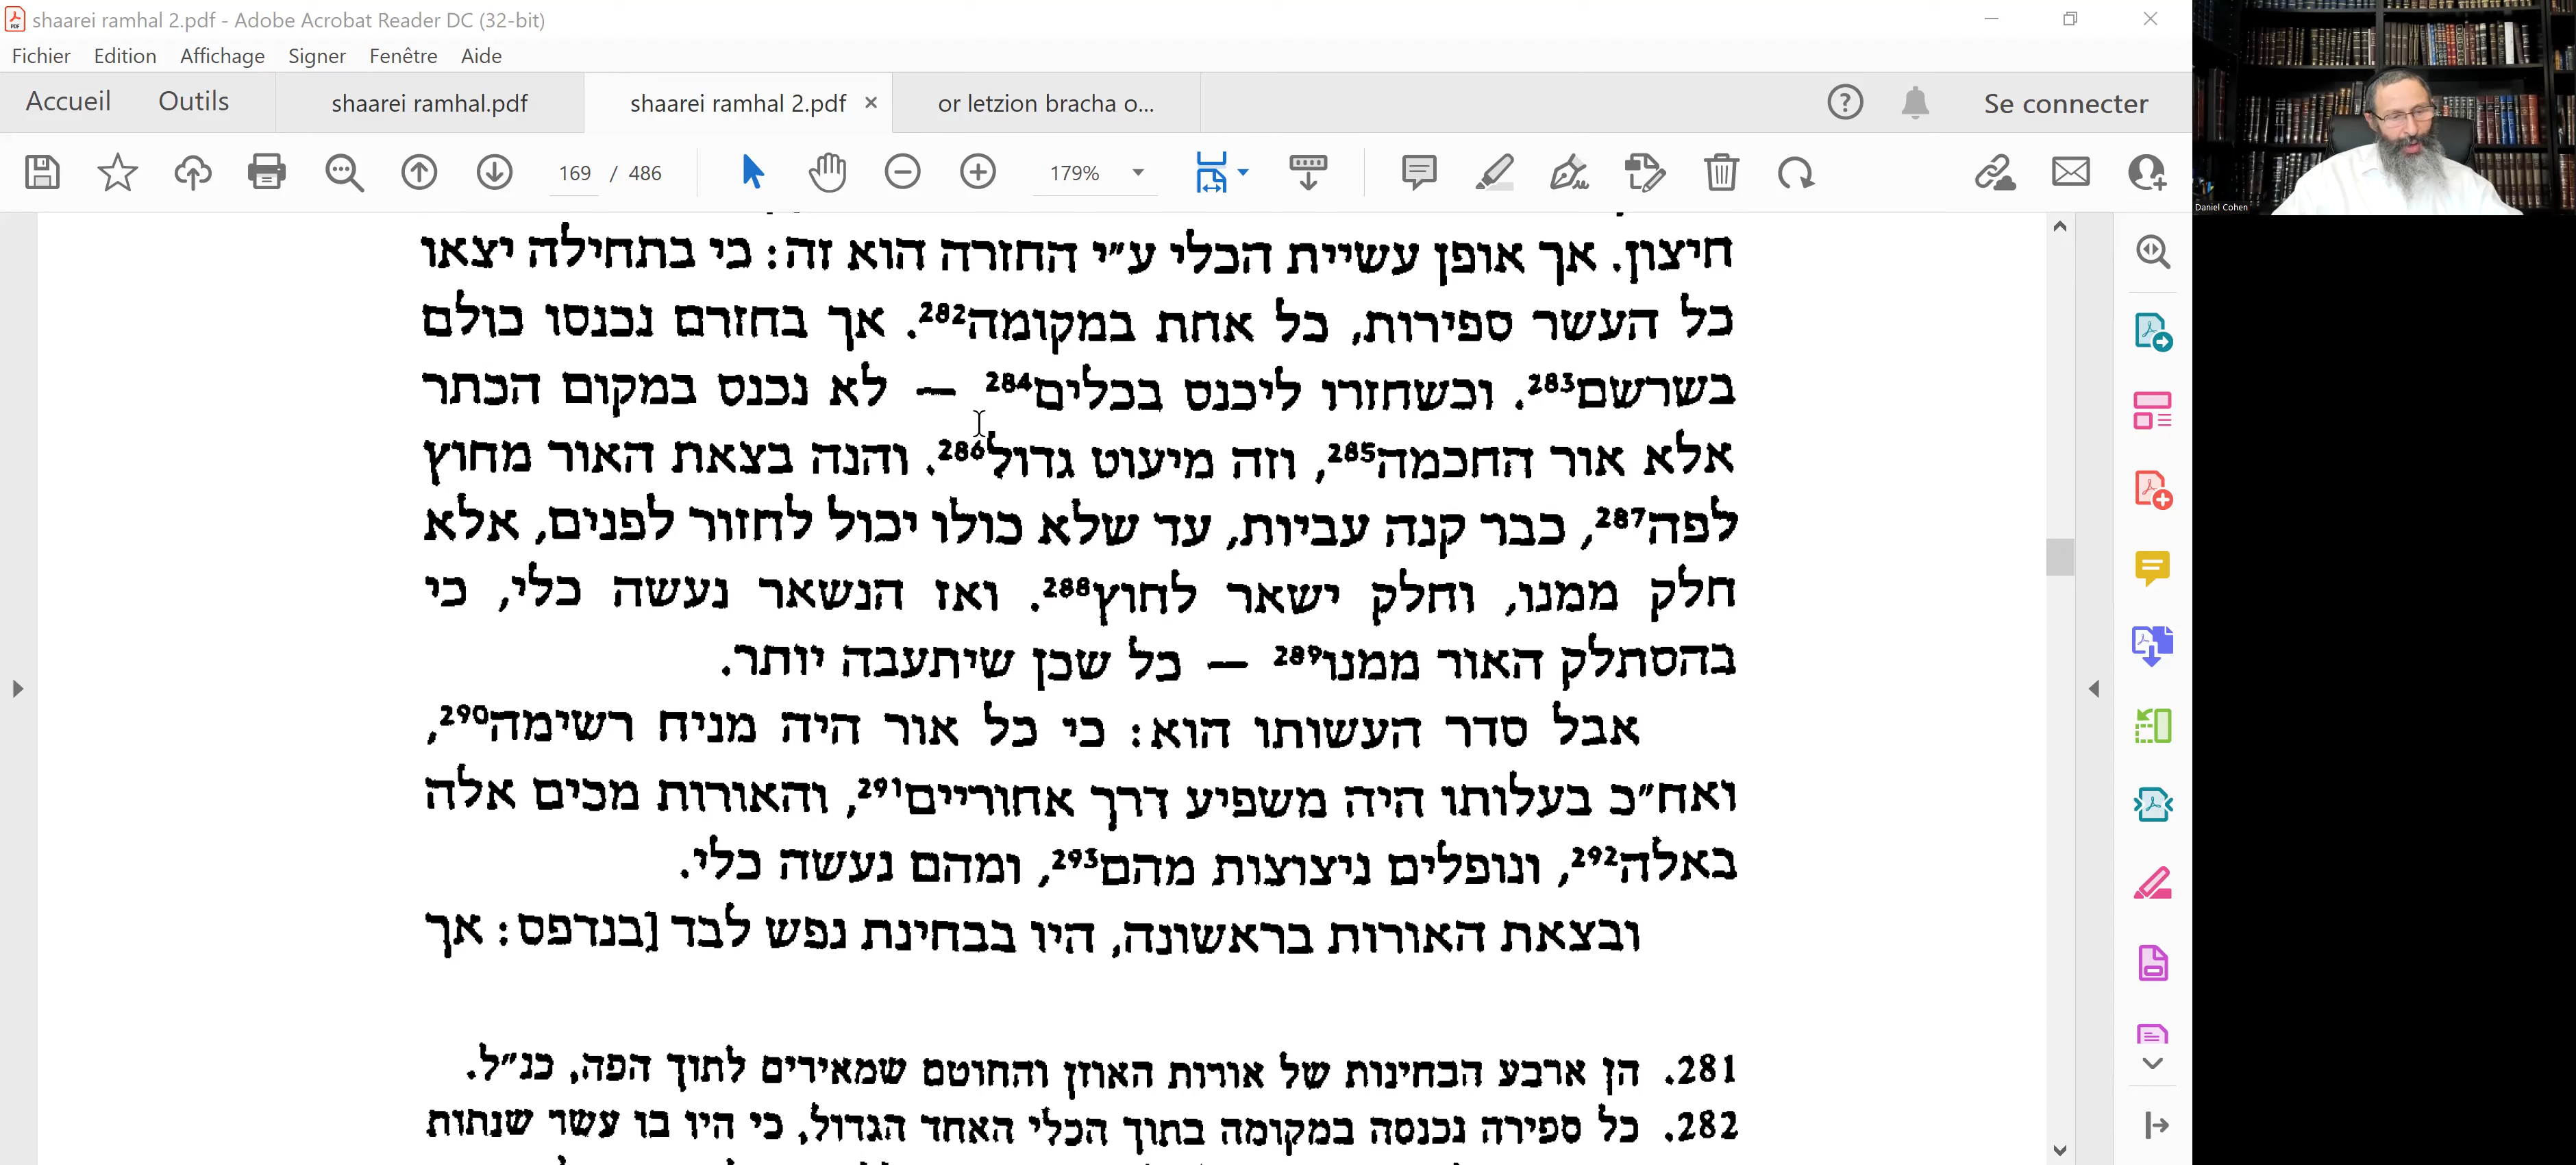 shaarei ramhal 2.pdf - Adobe Acrobat Reader DC (32-bit)
Fichier Edition Affichage Signer Fenêtre Aide
Accueil Outils shaarei ramhal.pdf shaarei ramhal 2.pdf × or letzion bracha o... Se connecter
169 / 486 179%
Daniel Cohen
חיצון. אך אופן עשיית הכלי ע״י החזרה הוא זה: כי בתחילה יצאו
כל העשר ספירות, כל אחת במקומה282. אך בחזרם נכנסו כולם
בשרשם283. וכשחזרו ליכנס בכלים284 — לא נכנס במקום הכתר
אלא אור החכמה285, וזה מיעוט גדול286. והנה בצאת האור מחוץ
לפה287, כבר קנה עביות, עד שלא כולו יכול לחזור לפנים, אלא
חלק ממנו, וחלק ישאר לחוץ288. ואז הנשאר נעשה כלי, כי
בהסתלק האור ממנו289 — כל שכן שיתעבה יותר.
אבל סדר העשותו הוא: כי כל אור היה מניח רשימה290,
ואח״כ בעלותו היה משפיע דרך אחוריים291, והאורות מכים אלה
באלה292, ונופלים ניצוצות מהם293, ומהם נעשה כלי.
ובצאת האורות בראשונה, היו בבחינת נפש לבד [בנדפס: אך
281. הן ארבע הבחינות של אורות האוזן והחוטם שמאירים לתוך הפה, כנ״ל.
282. כל ספירה נכנסה במקומה בתוך הכלי האחד הגדול, כי היו בו עשר שנתות